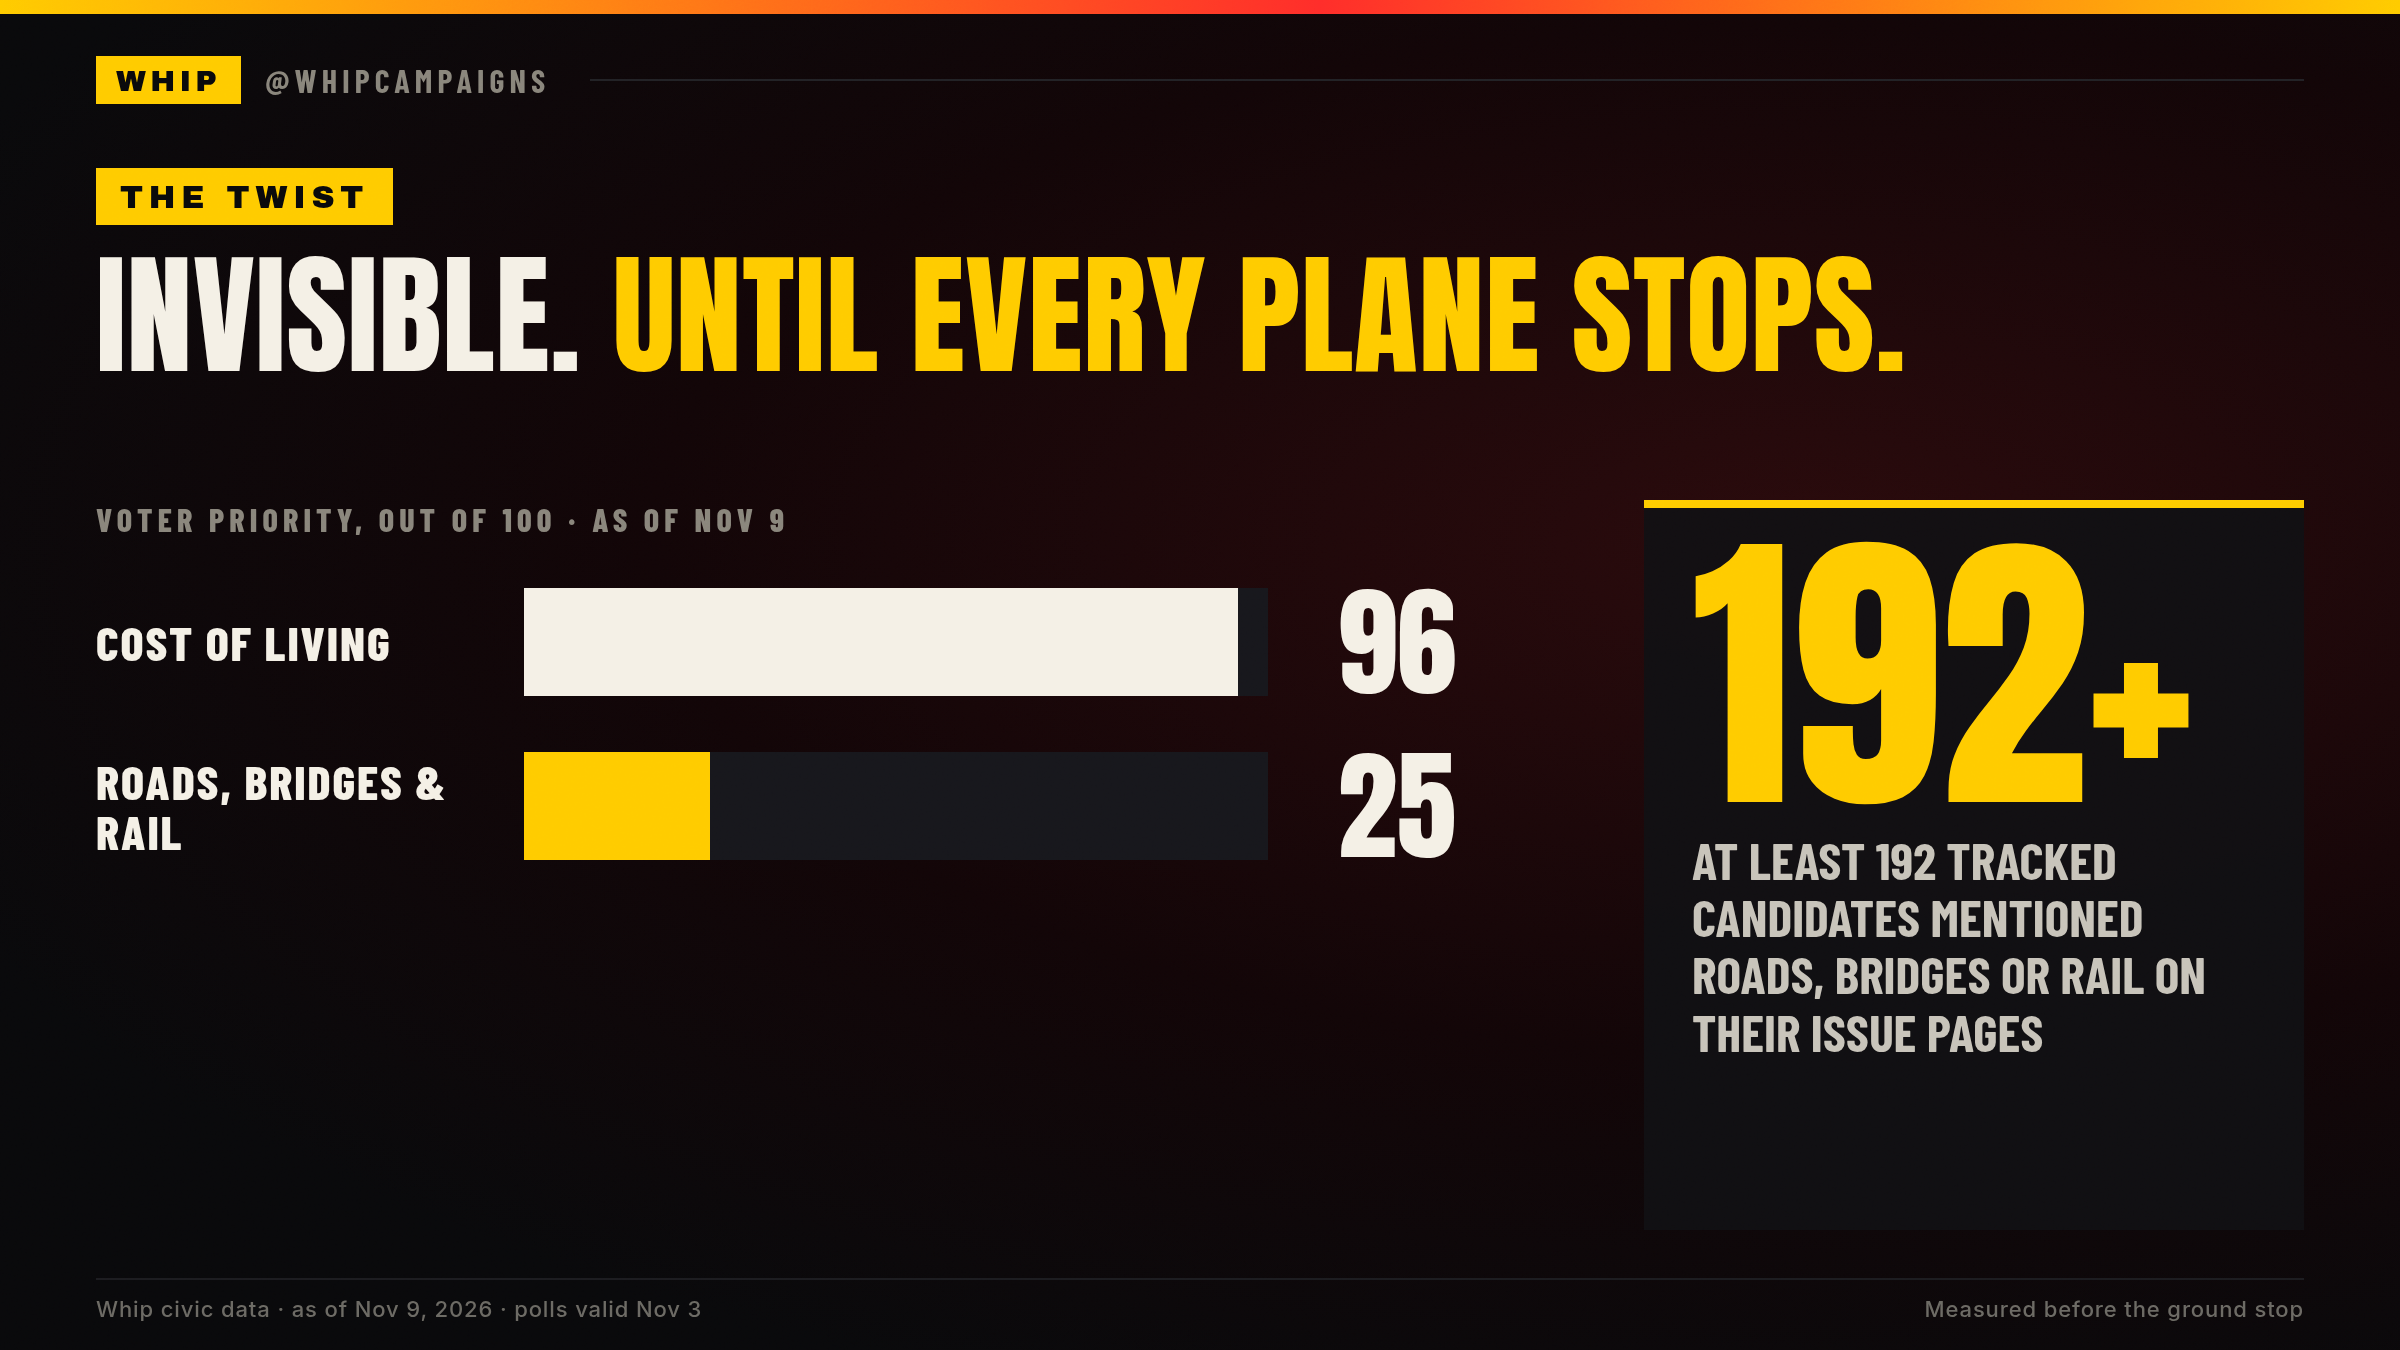 WHIP @WHIPCAMPAIGNS
THE TWIST
INVISIBLE. UNTIL EVERY PLANE STOPS.
VOTER PRIORITY, OUT OF 100 · AS OF NOV 9
COST OF LIVING 96
ROADS, BRIDGES &
RAIL
25
192+
AT LEAST 192 TRACKED
CANDIDATES MENTIONED
ROADS, BRIDGES OR RAIL ON
THEIR ISSUE PAGES
Whip civic data · as of Nov 9, 2026 · polls valid Nov 3
Measured before the ground stop